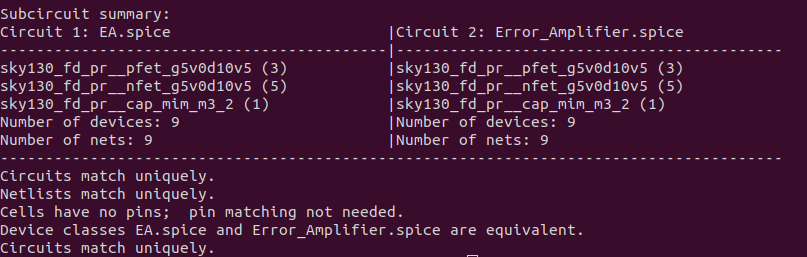 Subcircuit summary:
Circuit 1: EA.spice                        |Circuit 2: Error_Amplifier.spice
-------------------------------------------|-------------------------------------------
sky130_fd_pr__pfet_g5v0d10v5 (3)           |sky130_fd_pr__pfet_g5v0d10v5 (3)
sky130_fd_pr__nfet_g5v0d10v5 (5)           |sky130_fd_pr__nfet_g5v0d10v5 (5)
sky130_fd_pr__cap_mim_m3_2 (1)             |sky130_fd_pr__cap_mim_m3_2 (1)
Number of devices: 9                       |Number of devices: 9
Number of nets: 9                          |Number of nets: 9
---------------------------------------------------------------------------------------
Circuits match uniquely.
Netlists match uniquely.
Cells have no pins;  pin matching not needed.
Device classes EA.spice and Error_Amplifier.spice are equivalent.
Circuits match uniquely.